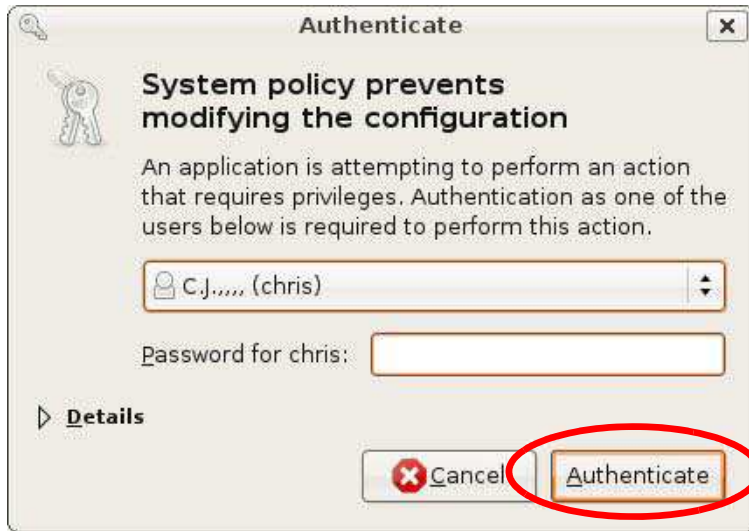 Authenticate
System policy prevents
modifying the configuration
An application is attempting to perform an action
that requires privileges. Authentication as one of the
users below is required to perform this action.
C.J.,,,, (chris)
Password for chris:
Details
Cancel Authenticate